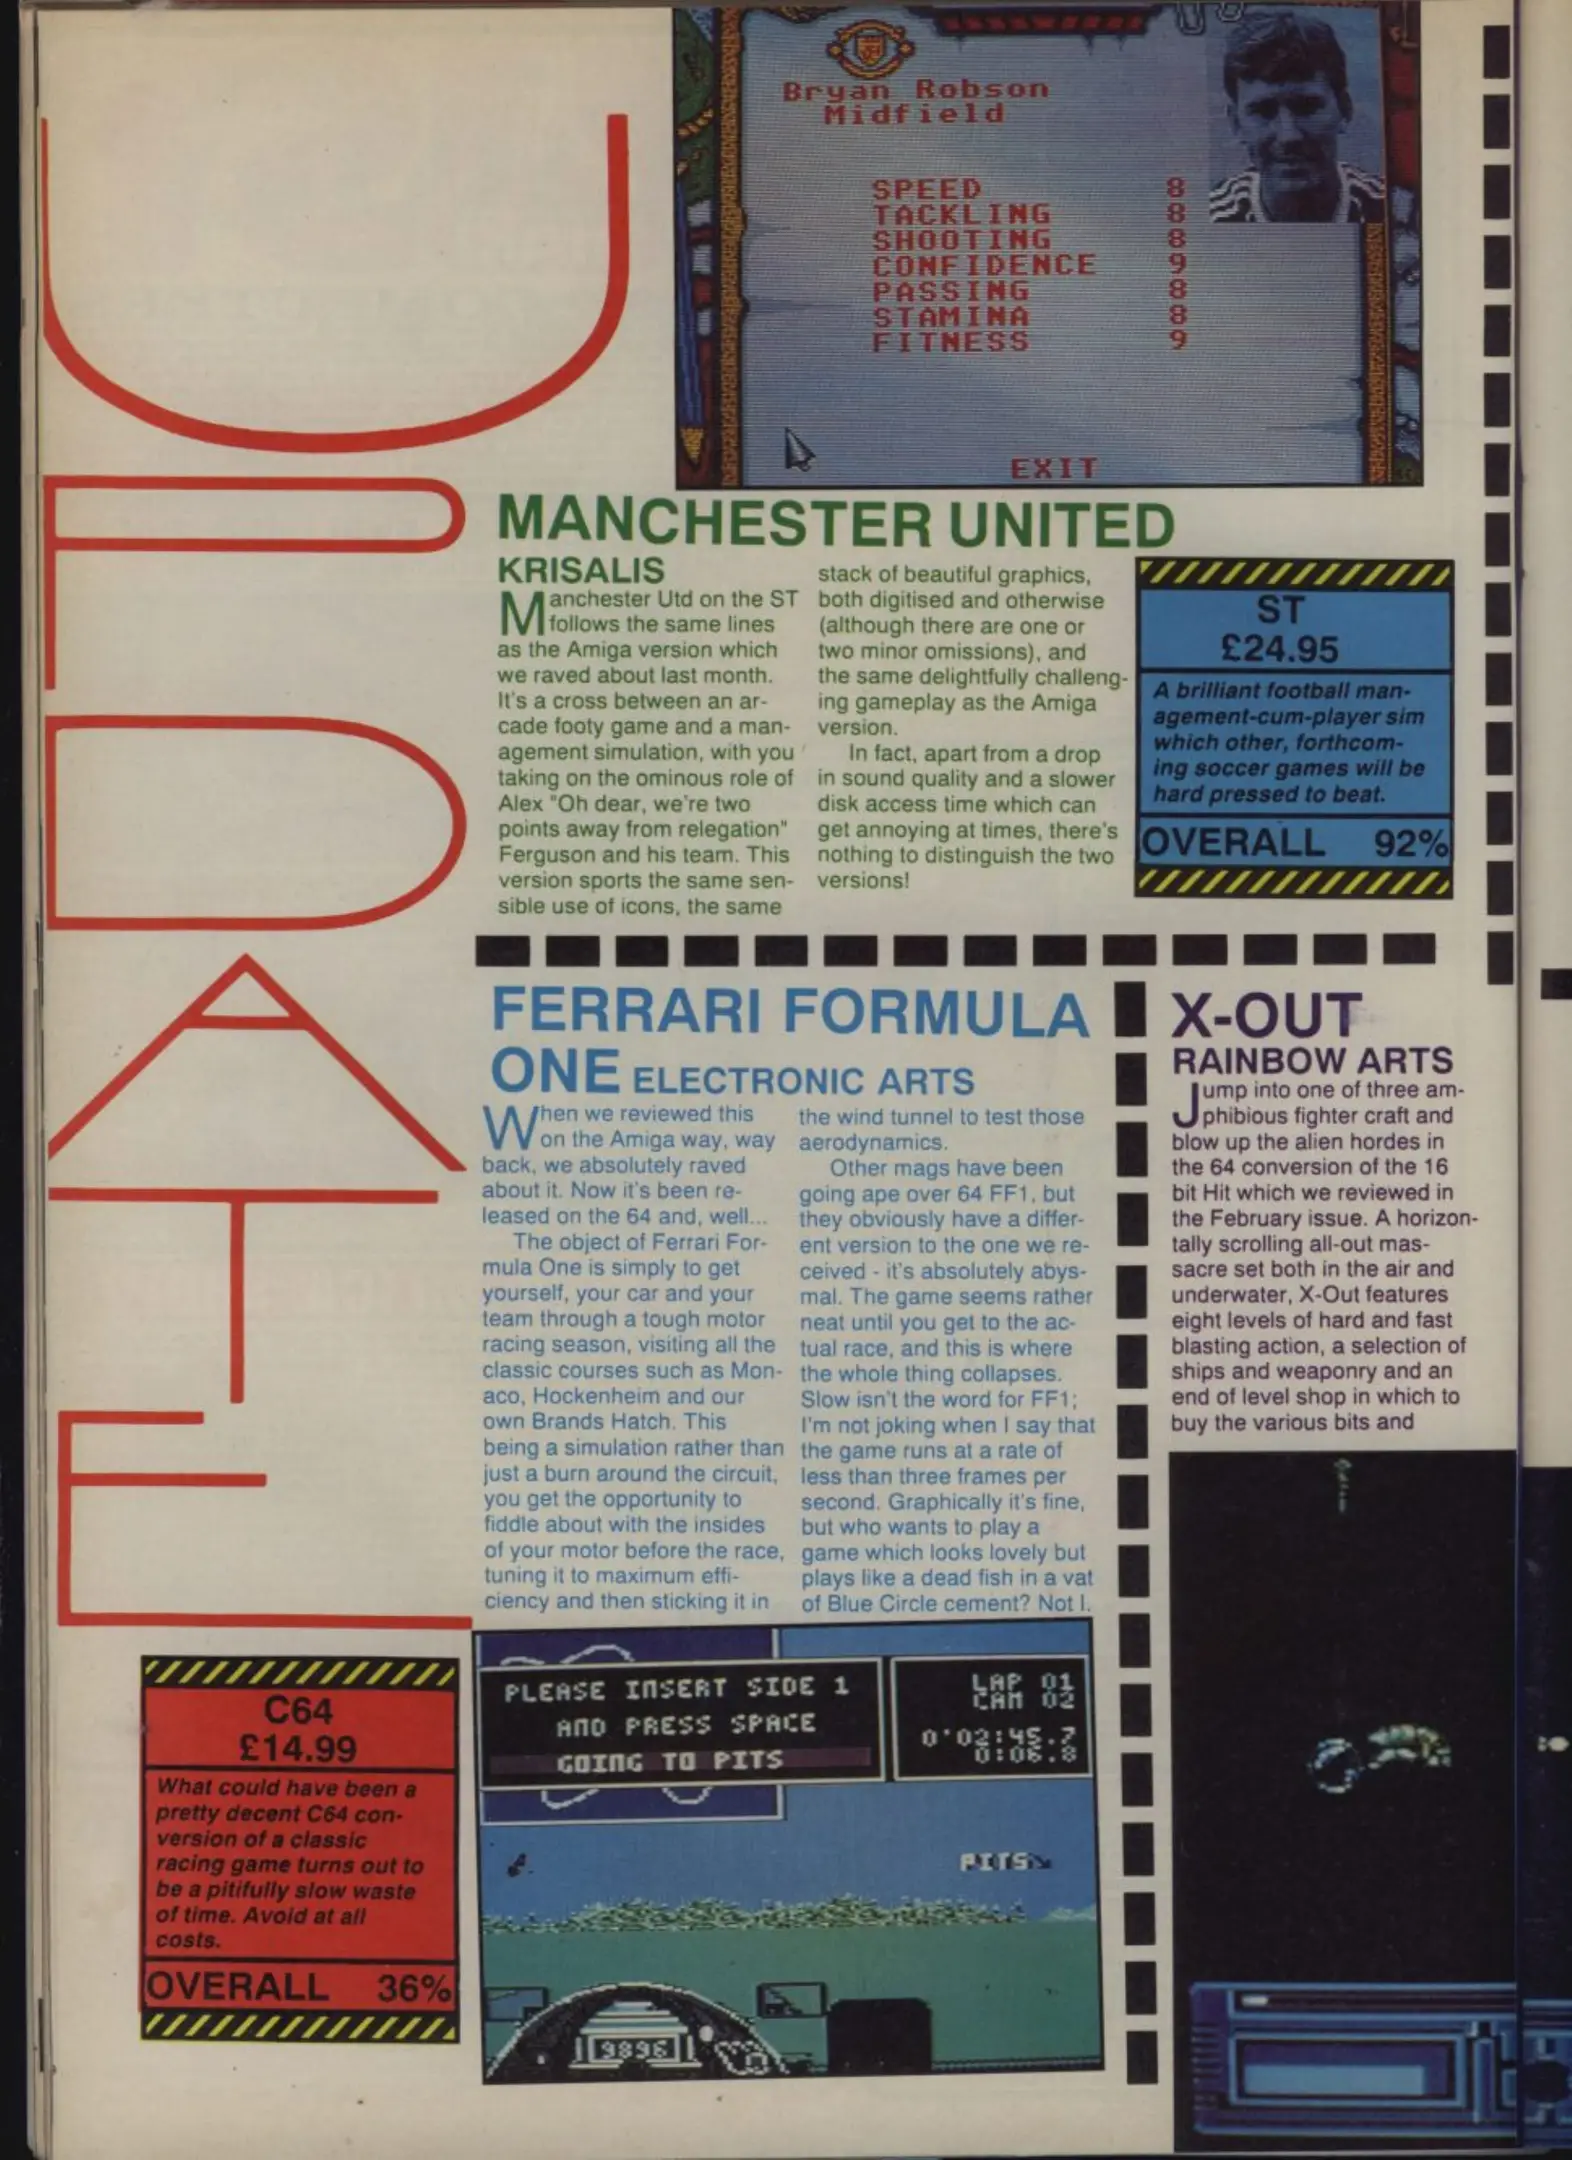 UPDATE
Bryan Robson
Midfield
SPEED 8
TACKLING 8
SHOOTING 8
CONFIDENCE 9
PASSING 8
STAMINA 8
FITNESS 9
EXIT
MANCHESTER UNITED
KRISALIS
Manchester Utd on the ST
follows the same lines
as the Amiga version which
we raved about last month.
It's a cross between an ar-
cade footy game and a man-
agement simulation, with you
taking on the ominous role of
Alex "Oh dear, we're two
points away from relegation"
Ferguson and his team. This
version sports the same sen-
sible use of icons, the same
stack of beautiful graphics,
both digitised and otherwise
(although there are one or
two minor omissions), and
the same delightfully challeng-
ing gameplay as the Amiga
version.
In fact, apart from a drop
in sound quality and a slower
disk access time which can
get annoying at times, there's
nothing to distinguish the two
versions!
ST
£24.95
A brilliant football man-
agement-cum-player sim
which other, forthcom-
ing soccer games will be
hard pressed to beat.
OVERALL 92%
FERRARI FORMULA
ONE ELECTRONIC ARTS
When we reviewed this
on the Amiga way, way
back, we absolutely raved
about it. Now it's been re-
leased on the 64 and, well...
The object of Ferrari For-
mula One is simply to get
yourself, your car and your
team through a tough motor
racing season, visiting all the
classic courses such as Mon-
aco, Hockenheim and our
own Brands Hatch. This
being a simulation rather than
just a burn around the circuit,
you get the opportunity to
fiddle about with the insides
of your motor before the race,
tuning it to maximum effi-
ciency and then sticking it in
the wind tunnel to test those
aerodynamics.
Other mags have been
going ape over 64 FF1, but
they obviously have a differ-
ent version to the one we re-
ceived - it's absolutely abys-
mal. The game seems rather
neat until you get to the ac-
tual race, and this is where
the whole thing collapses.
Slow isn't the word for FF1;
I'm not joking when I say that
the game runs at a rate of
less than three frames per
second. Graphically it's fine,
but who wants to play a
game which looks lovely but
plays like a dead fish in a vat
of Blue Circle cement? Not I.
C64
£14.99
What could have been a
pretty decent C64 con-
version of a classic
racing game turns out to
be a pitifully slow waste
of time. Avoid at all
costs.
OVERALL 36%
PLEASE INSERT SIDE 1
AND PRESS SPACE
GOING TO PITS
LAP 01
CAM 02
0'02:45.7
0:06.8
PITS
9896
X-OUT
RAINBOW ARTS
Jump into one of three am-
phibious fighter craft and
blow up the alien hordes in
the 64 conversion of the 16
bit Hit which we reviewed in
the February issue. A horizon-
tally scrolling all-out mas-
sacre set both in the air and
underwater, X-Out features
eight levels of hard and fast
blasting action, a selection of
ships and weaponry and an
end of level shop in which to
buy the various bits and